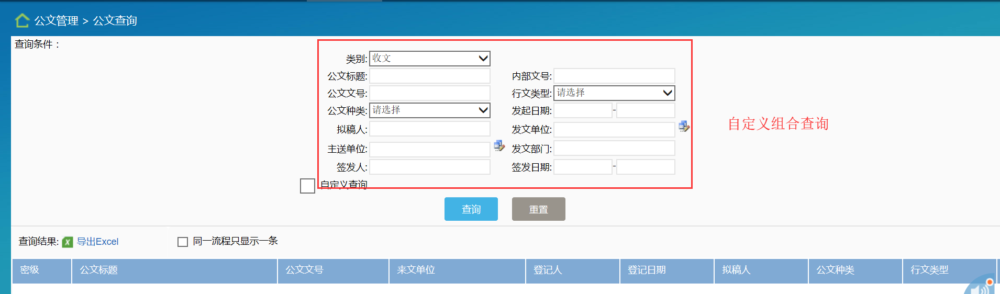 公文管理 > 公文查询
查询条件：
类别: 收文
公文标题: 内部文号:
公文文号: 行文类型: 请选择
公文种类: 请选择 发起日期: -
拟稿人: 发文单位:
自定义组合查询
主送单位: 发文部门:
签发人: 签发日期: -
自定义查询
查询 重置
查询结果: 导出Excel 同一流程只显示一条
密级 公文标题 公文文号 来文单位 登记人 登记日期 拟稿人 公文种类 行文类型